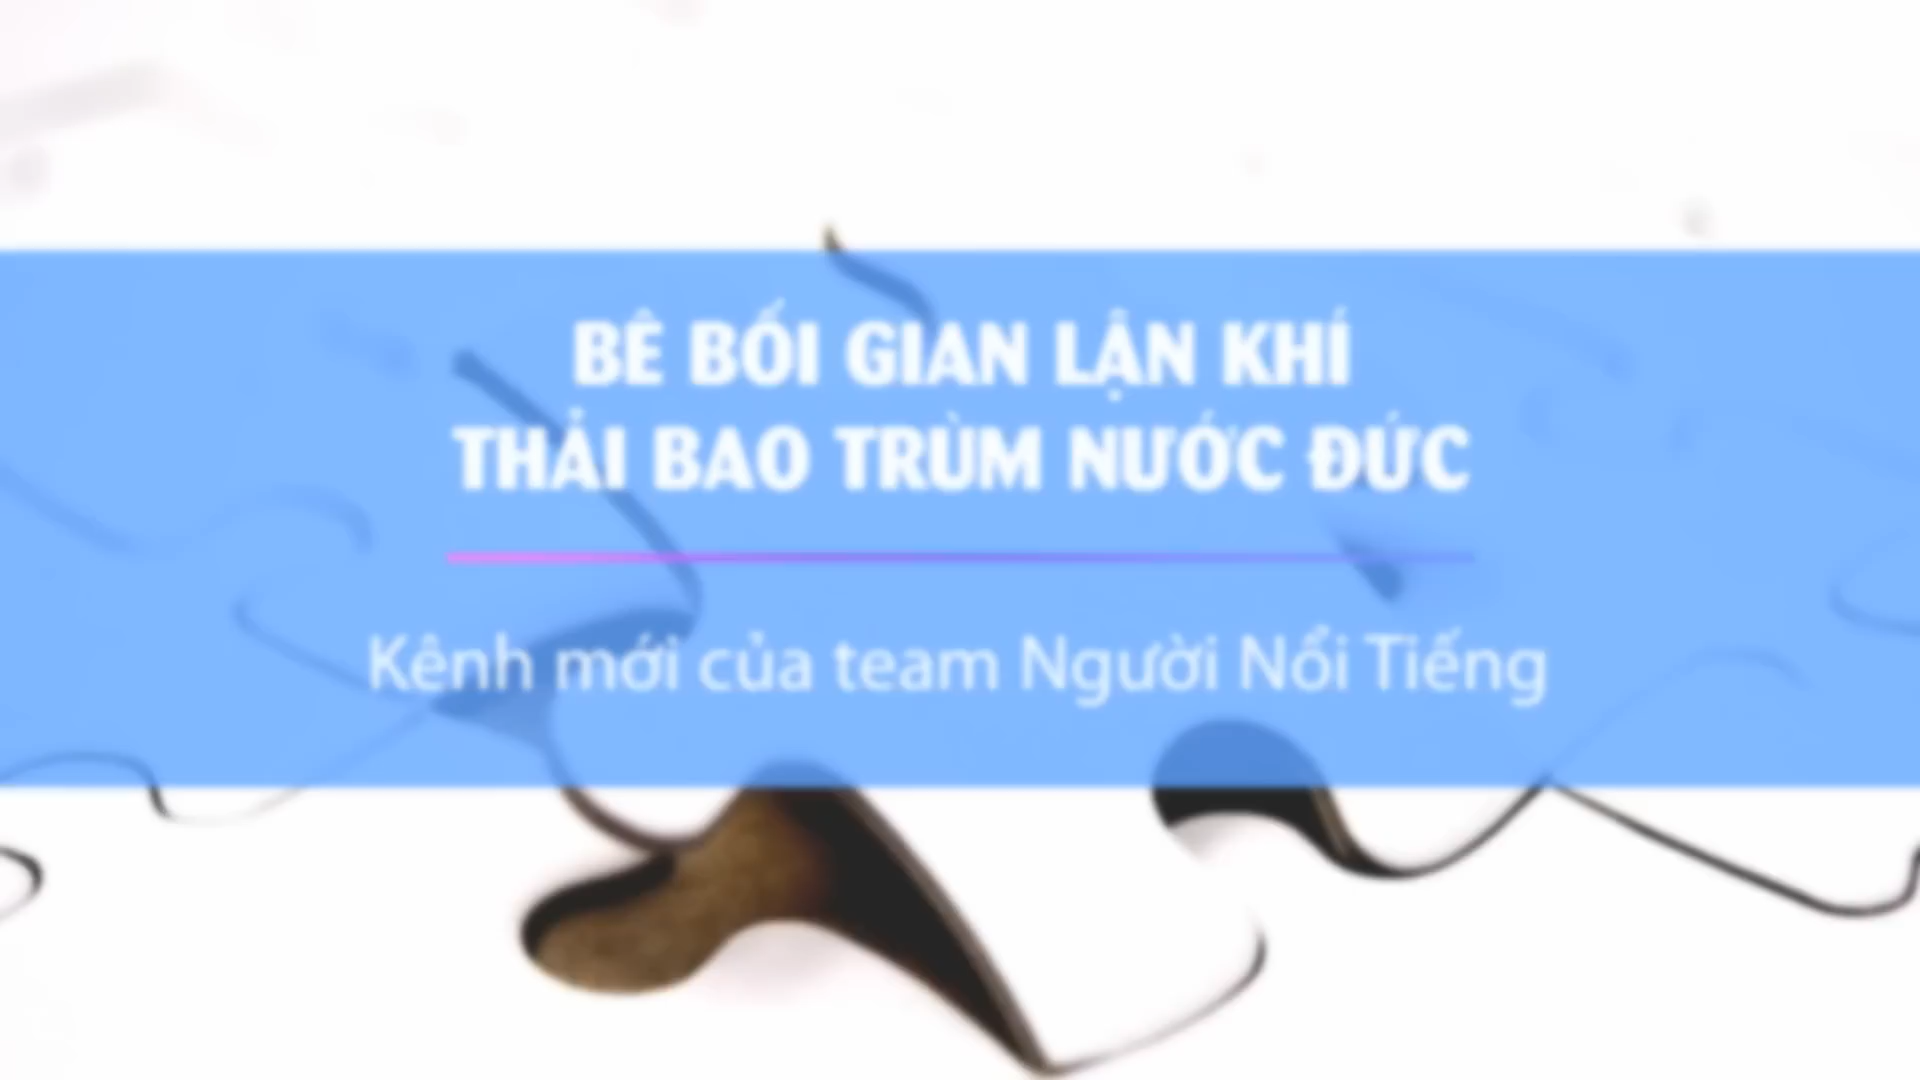 BÊ BỐI GIAN LẬN KHÍ
THẢI BAO TRÙM NƯỚC ĐỨC
Kênh mới của team Người Nổi Tiếng